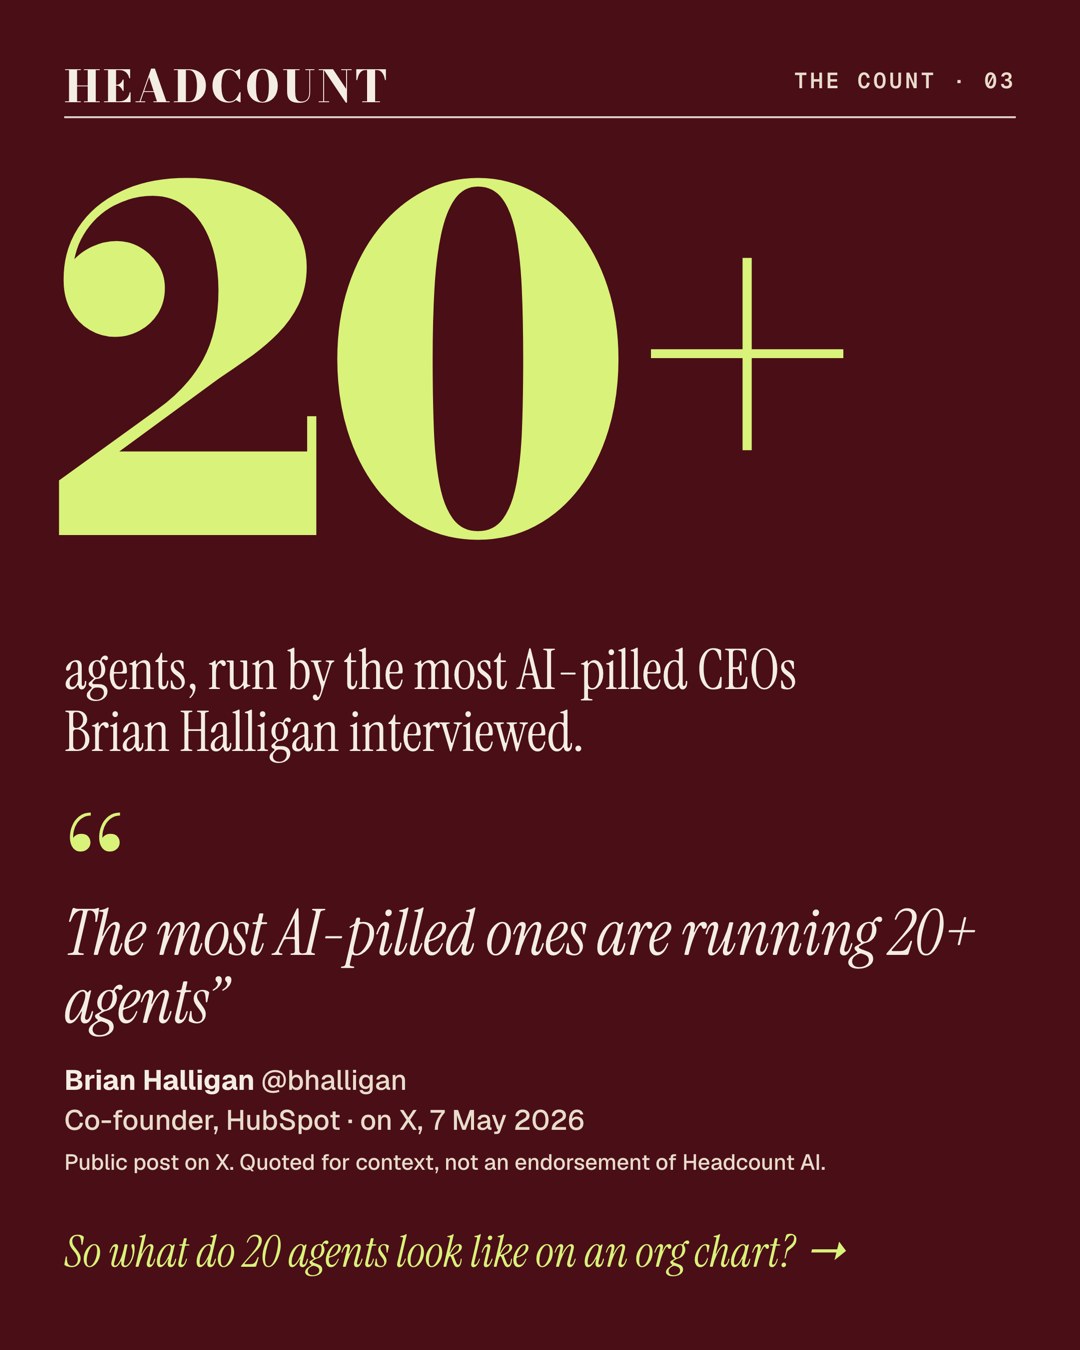 HEADCOUNT
THE COUNT · 03
20+
agents, run by the most AI-pilled CEOs
Brian Halligan interviewed.
“
The most AI-pilled ones are running 20+
agents”
Brian Halligan @bhalligan
Co-founder, HubSpot · on X, 7 May 2026
Public post on X. Quoted for context, not an endorsement of Headcount AI.
So what do 20 agents look like on an org chart? →